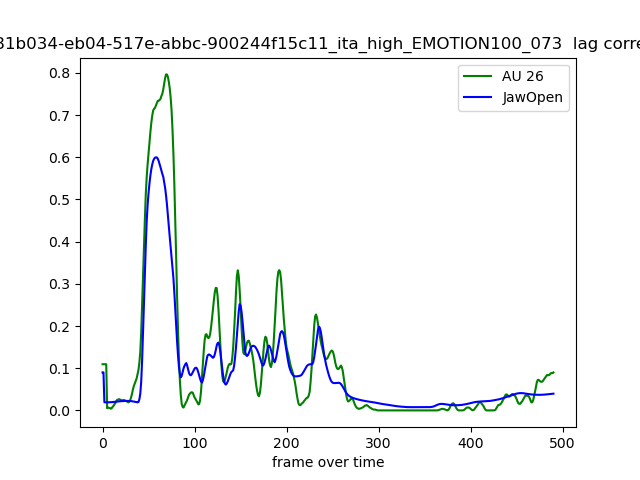 31b034-eb04-517e-abbc-900244f15c11_ita_high_EMOTION100_073 lag corre
AU 26
JawOpen
0.8
0.7
0.6
0.5
0.4
0.3
0.2
0.1
0.0
0 100 200 300 400 500
frame over time